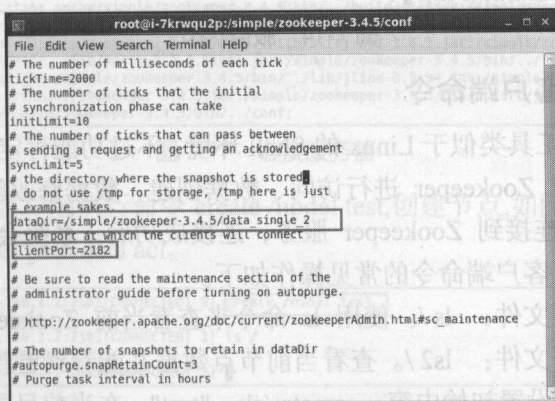 root@i-7krwqu2p:/simple/zookeeper-3.4.5/conf
File Edit View Search Terminal Help
# The number of milliseconds of each tick
tickTime=2000
# The number of ticks that the initial
# synchronization phase can take
initLimit=10
# The number of ticks that can pass between
# sending a request and getting an acknowledgement
syncLimit=5
# the directory where the snapshot is stored.
# do not use /tmp for storage, /tmp here is just
# example sakes.
dataDir=/simple/zookeeper-3.4.5/data_single_2
# the port at which the clients will connect
clientPort=2182
#
# Be sure to read the maintenance section of the
# administrator guide before turning on autopurge.
#
# http://zookeeper.apache.org/doc/current/zookeeperAdmin.html#sc_maintenance
#
# The number of snapshots to retain in dataDir
#autopurge.snapRetainCount=3
# Purge task interval in hours